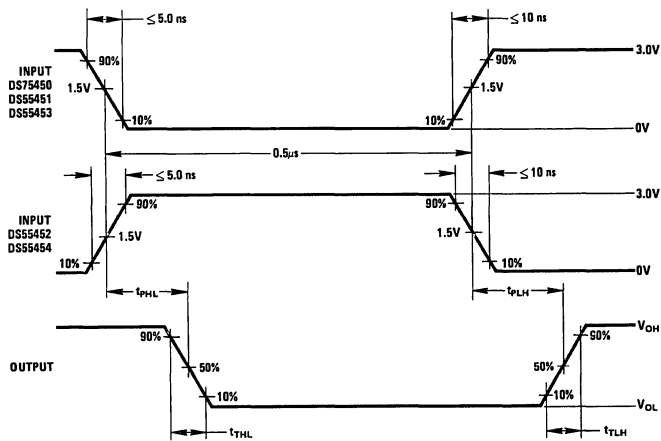 ≤ 5.0 ns
≤ 10 ns
3.0V
90%
90%
INPUT
DS75450
DS55451
DS55453
1.5V
1.5V
10%
10%
0V
0.5μs
≤ 5.0 ns
≤ 10 ns
3.0V
90%
90%
INPUT
DS55452
DS55454
1.5V
1.5V
10%
10%
0V
tPHL
tPLH
VOH
90%
90%
OUTPUT
50%
50%
10%
10%
VOL
tTHL
tTLH